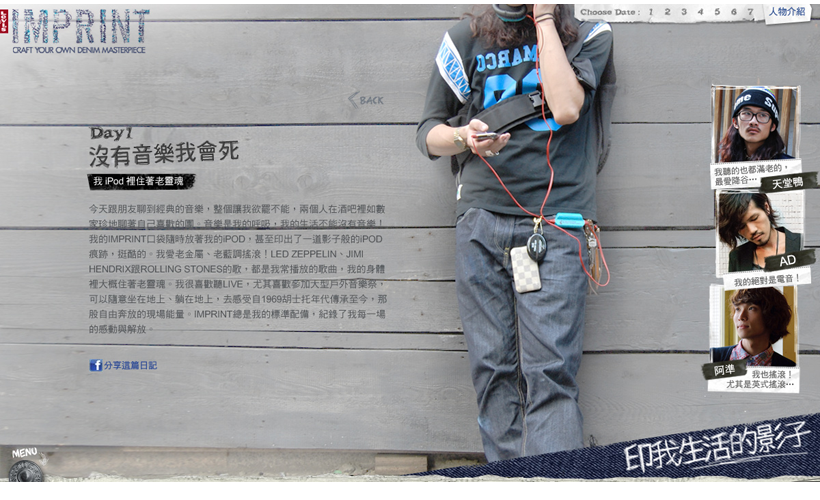 LEVI'S
IMPRINT
CRAFT YOUR OWN DENIM MASTERPIECE
Choose Date : 1 2 3 4 5 6 7
人物介紹
MARCO
BACK
Day1
沒有音樂我會死
我 iPod 裡住著老靈魂
今天跟朋友聊到經典的音樂，整個讓我欲罷不能，兩個人在酒吧裡如數
家珍地聊著自己喜歡的團。音樂是我的呼吸，我的生活不能沒有音樂！
我的IMPRINT口袋隨時放著我的iPOD，甚至印出了一道影子般的iPOD
痕跡，挺酷的。我愛老金屬、老藍調搖滾！LED ZEPPELIN、JIMI
HENDRIX跟ROLLING STONES的歌，都是我常播放的歌曲，我的身體
裡大概住著老靈魂。我很喜歡聽LIVE，尤其喜歡參加大型戶外音樂祭，
可以隨意坐在地上、躺在地上，去感受自1969胡士托年代傳承至今，那
股自由奔放的現場能量。IMPRINT總是我的標準配備，紀錄了我每一場
的感動與解放。
分享這篇日記
我聽的也都滿老的，
最愛降谷…
天堂鴨
AD
我的絕對是電音！
阿準
我也搖滾！
尤其是英式搖滾…
MENU
印我生活的影子